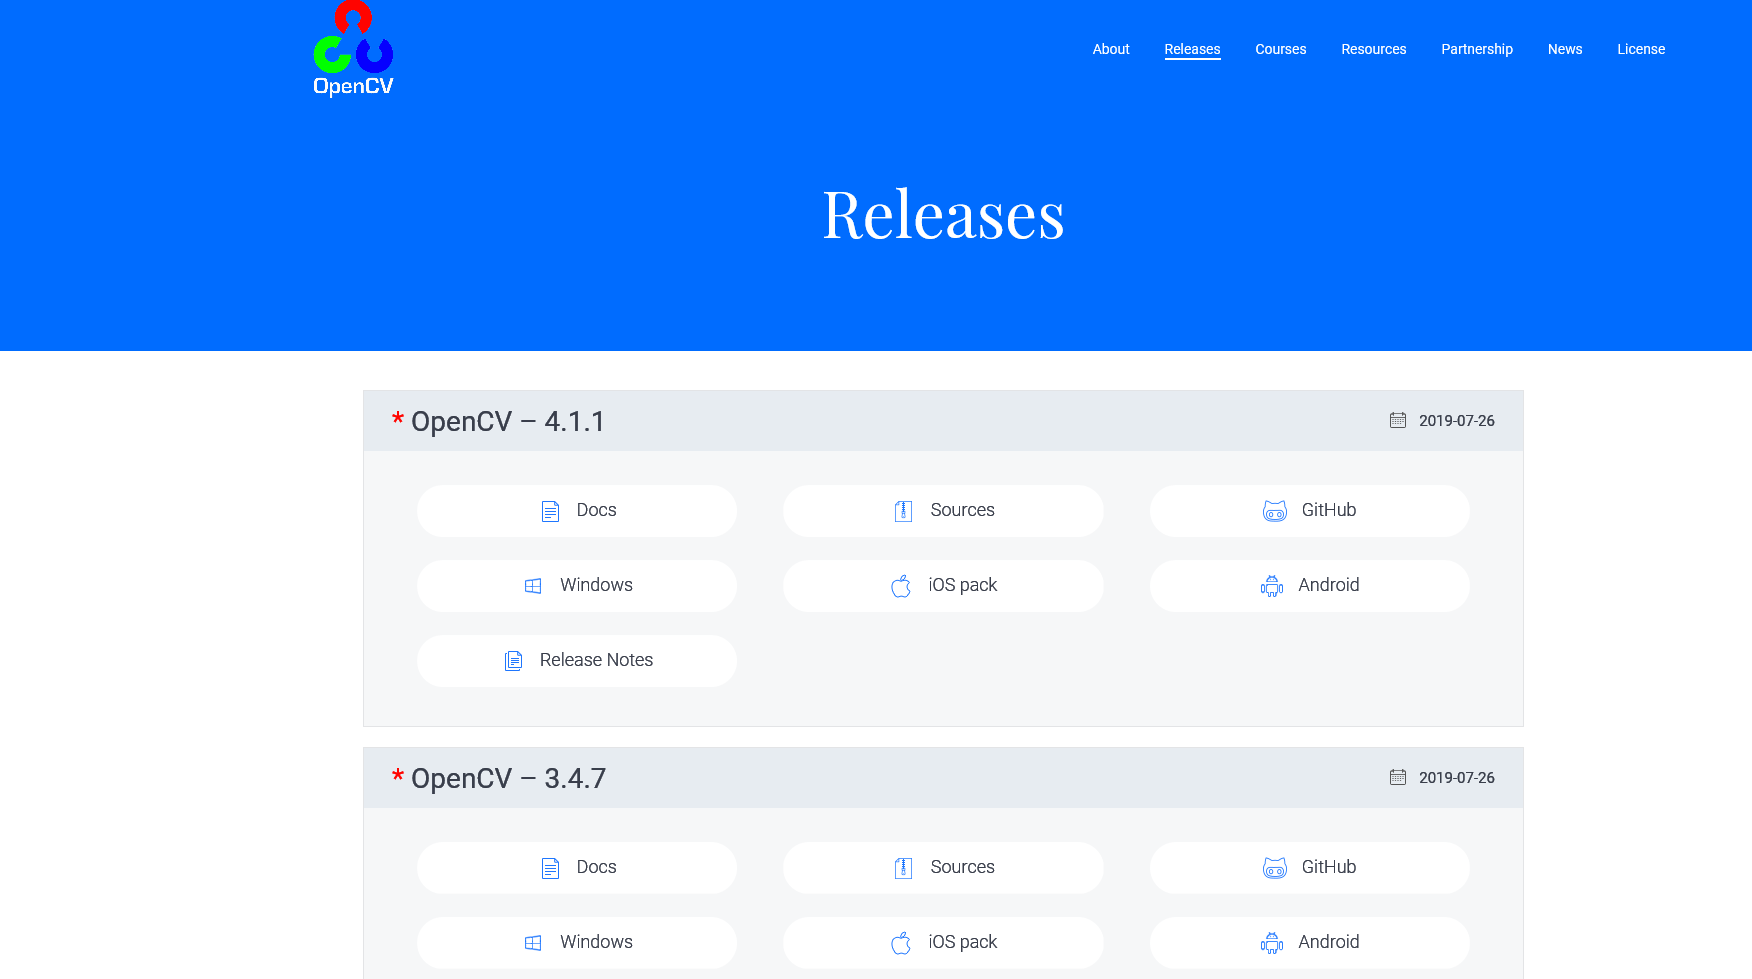 OpenCV
About Releases Courses Resources Partnership News License
Releases
* OpenCV – 4.1.1 2019-07-26
Docs Sources GitHub
Windows iOS pack Android
Release Notes
* OpenCV – 3.4.7 2019-07-26
Docs Sources GitHub
Windows iOS pack Android